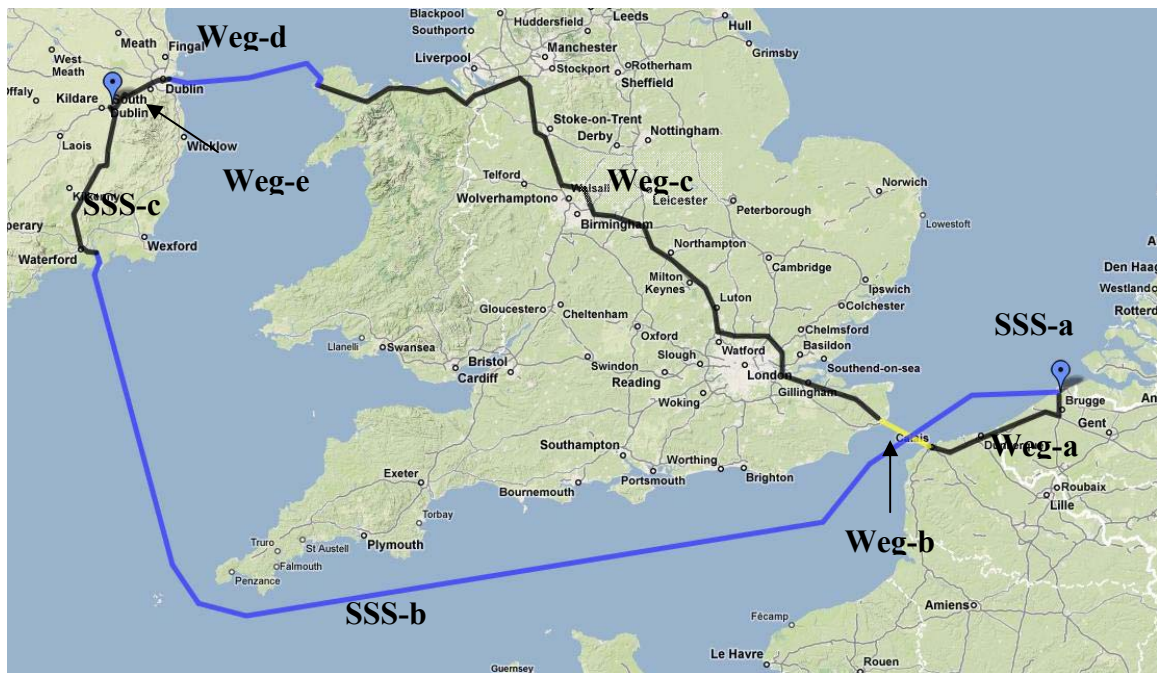 Blackpool
Huddersfield
Leeds
Hull
Meath
Southport
Fingal
Weg-d
Grimsby
West
Meath
Liverpool
Manchester
Stockport
Rotherham
Sheffield
Offaly
Kildare
South
Dublin
Dublin
Stoke-on-Trent
Nottingham
Derby
Laois
Wicklow
Weg-e
Telford
Walsall
Weg-c
Norwich
Wolverhampton
Leicester
Peterborough
Lowestoft
SSS-c
Birmingham
perary
Wexford
Waterford
Northampton
Cambridge
Den Haag
Milton
Keynes
Ipswich
Westland
Colchester
Rotterd
Gloucester
Cheltenham
Luton
Chelmsford
SSS-a
Oxford
Basildon
Llanelli
Swansea
Watford
Bristol
Swindon
Slough
Southend-on-sea
Cardiff
Reading
London
Gillingham
Woking
Brugge
An
Gent
Weg-a
Southampton
Worthing
Roubaix
Exeter
Portsmouth
Brighton
Lille
Bournemouth
Torbay
Weg-b
Truro
St Austell
Plymouth
Falmouth
Penzance
SSS-b
Amiens
Fécamp
Le Havre
Rouen
Guernsey